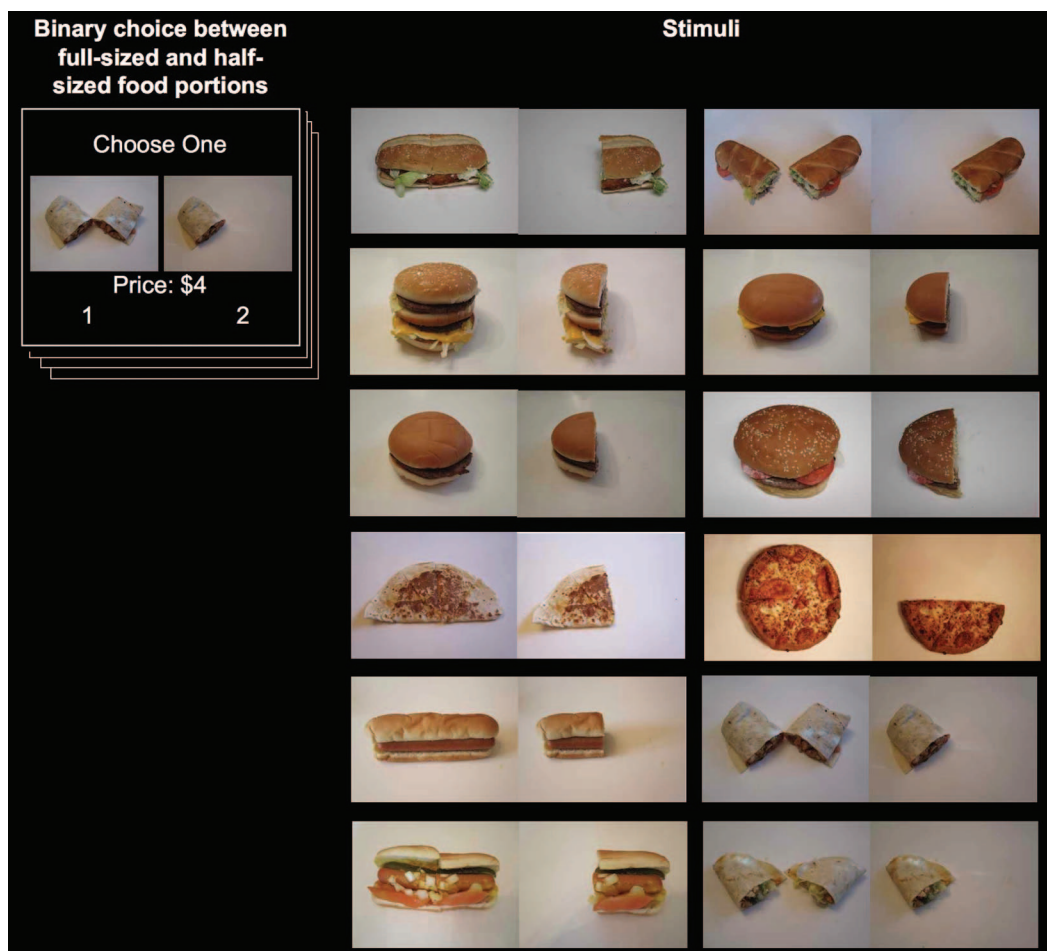 Binary choice between
full-sized and half-
sized food portions
Choose One
Price: $4
1 2
Stimuli